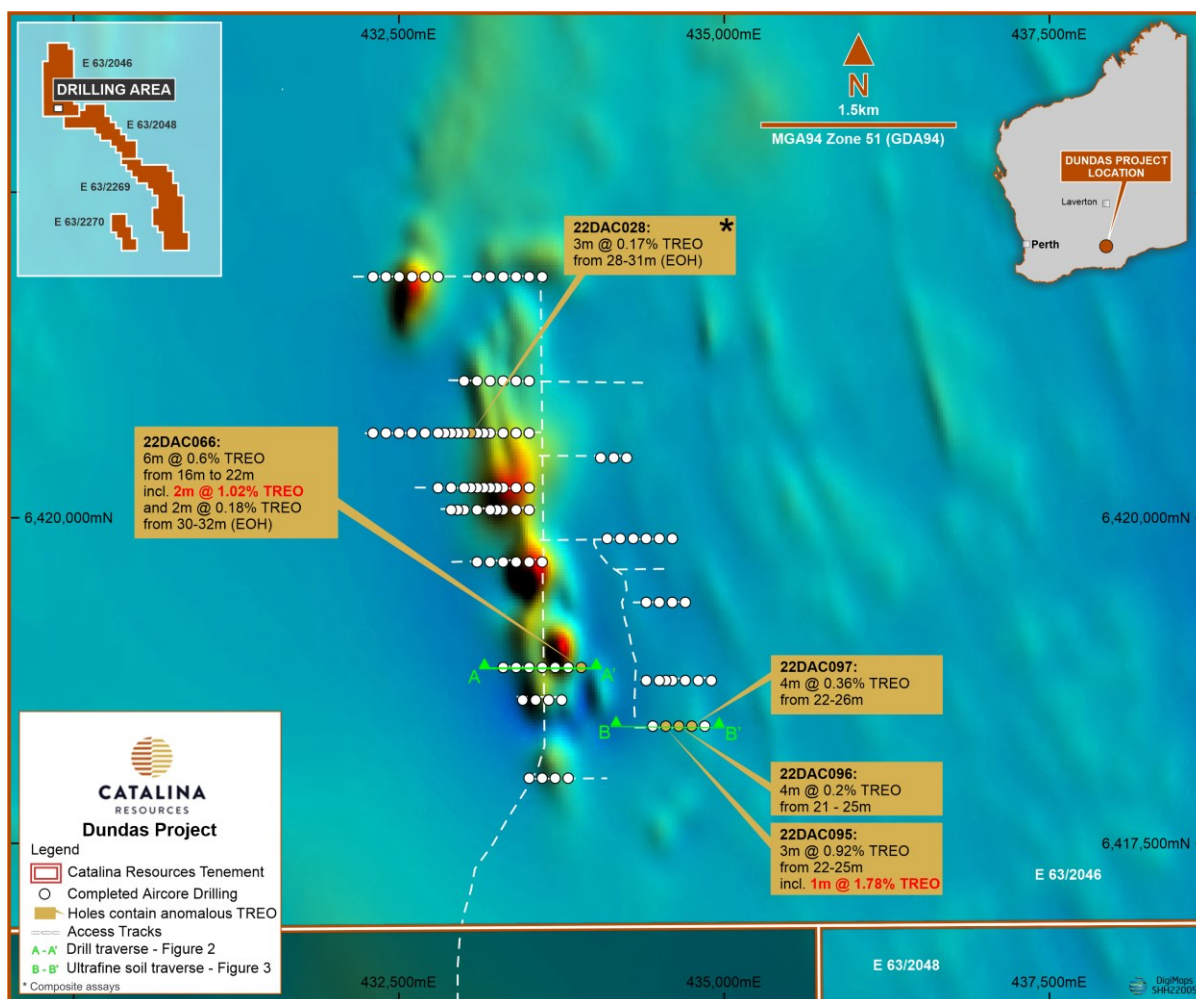 432,500mE
435,000mE
437,500mE
E 63/2046
DRILLING AREA
E 63/2048
E 63/2269
E 63/2270
N
1.5km
MGA94 Zone 51 (GDA94)
DUNDAS PROJECT
LOCATION
Laverton
Perth
22DAC028: *
3m @ 0.17% TREO
from 28-31m (EOH)
22DAC066:
6m @ 0.6% TREO
from 16m to 22m
incl. 2m @ 1.02% TREO
and 2m @ 0.18% TREO
from 30-32m (EOH)
6,420,000mN
6,420,000mN
A
A'
B
B'
22DAC097:
4m @ 0.36% TREO
from 22-26m
22DAC096:
4m @ 0.2% TREO
from 21 - 25m
22DAC095:
3m @ 0.92% TREO
from 22-25m
incl. 1m @ 1.78% TREO
6,417,500mN
E 63/2046
CATALINA
RESOURCES
Dundas Project
Legend
Catalina Resources Tenement
Completed Aircore Drilling
Holes contain anomalous TREO
Access Tracks
A - A' Drill traverse - Figure 2
B - B' Ultrafine soil traverse - Figure 3
* Composite assays
432,500mE
435,000mE
437,500mE
E 63/2048
DigiMaps
SHH22005